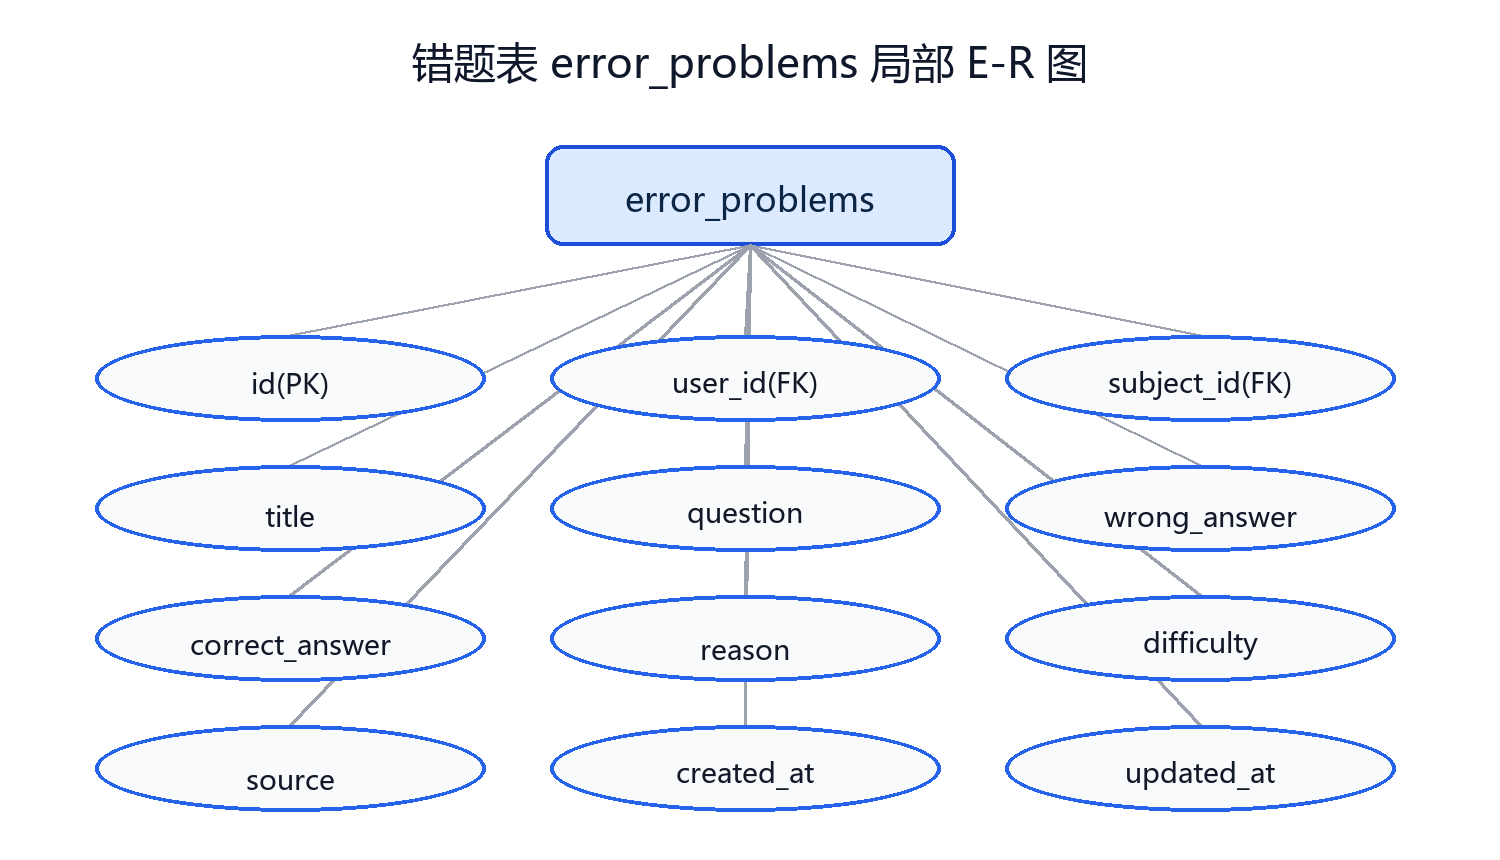 错题表 error_problems 局部 E-R 图
error_problems
id(PK)
user_id(FK)
subject_id(FK)
title
question
wrong_answer
correct_answer
reason
difficulty
source
created_at
updated_at